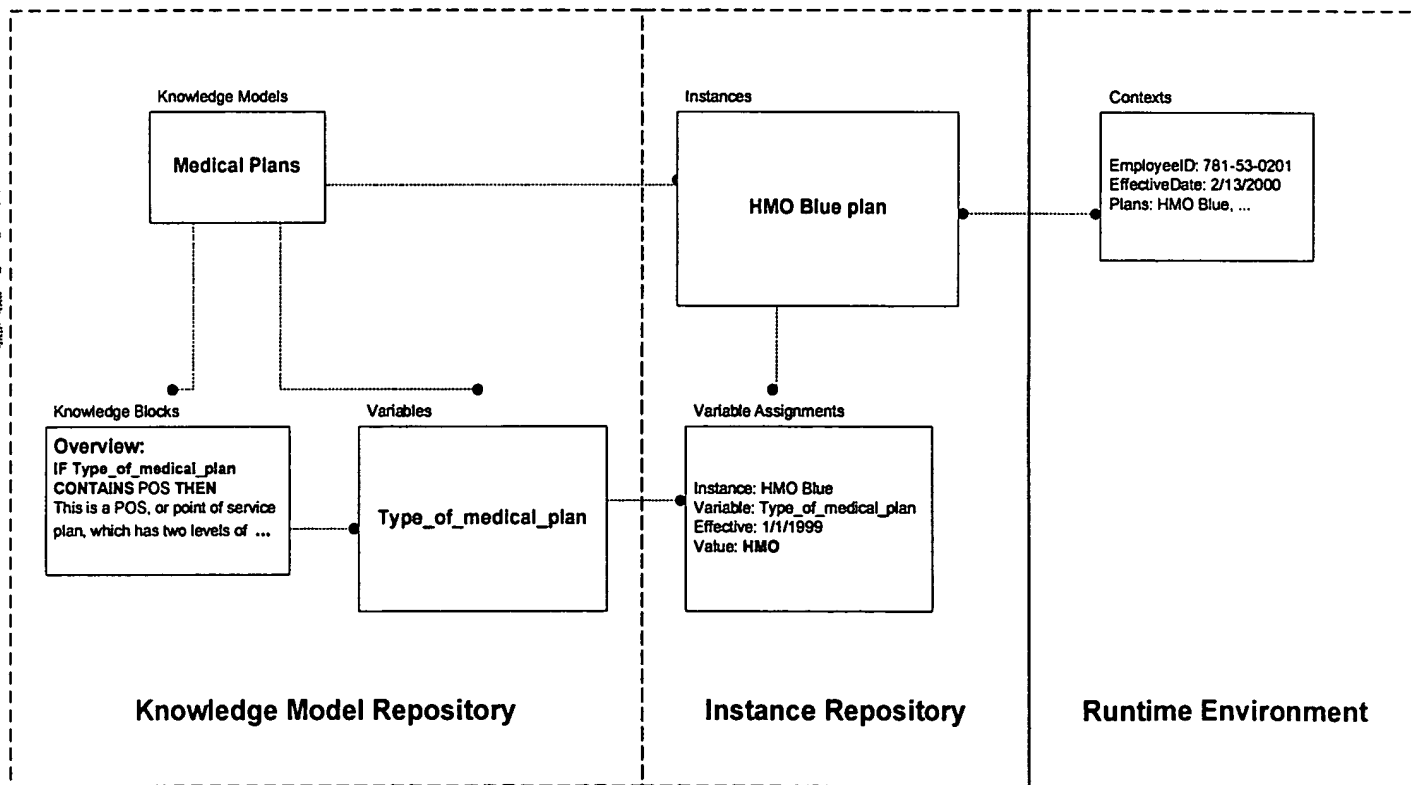 Knowledge Models
Medical Plans
Instances
HMO Blue plan
Contexts
EmployeeID: 781-53-0201
EffectiveDate: 2/13/2000
Plans: HMO Blue, ...
Knowledge Blocks
Overview:
IF Type_of_medical_plan
CONTAINS POS THEN
This is a POS, or point of service
plan, which has two levels of ...
Variables
Type_of_medical_plan
Variable Assignments
Instance: HMO Blue
Variable: Type_of_medical_plan
Effective: 1/1/1999
Value: HMO
Knowledge Model Repository
Instance Repository
Runtime Environment